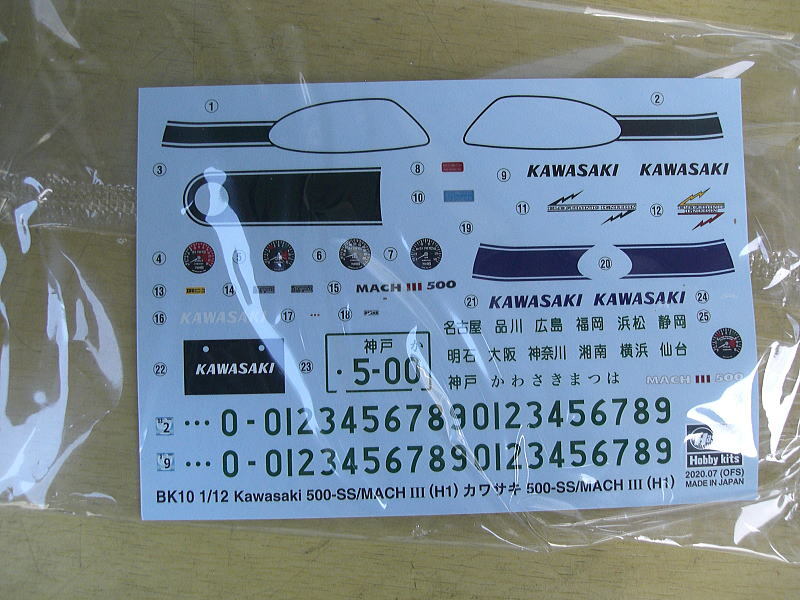 1
2
3
8
9 KAWASAKI KAWASAKI
10
11
12
19
4
5
6
7
20
13
14
15 MACH III 500
21 KAWASAKI KAWASAKI 24
16 KAWASAKI
17
18
25
名古屋 品川 広島 福岡 浜松 静岡
明石 大阪 神奈川 湘南 横浜 仙台
神戸 かわさきまつは
MACH III 500
22 KAWASAKI
23
神戸 か
·5-00
12 ··· 0-01234567890123456789
9 ··· 0-01234567890123456789
Hobby kits
2020.07 (OFS)
MADE IN JAPAN
BK10 1/12 Kawasaki 500-SS/MACH III (H1) カワサキ 500-SS/MACH III (H1)